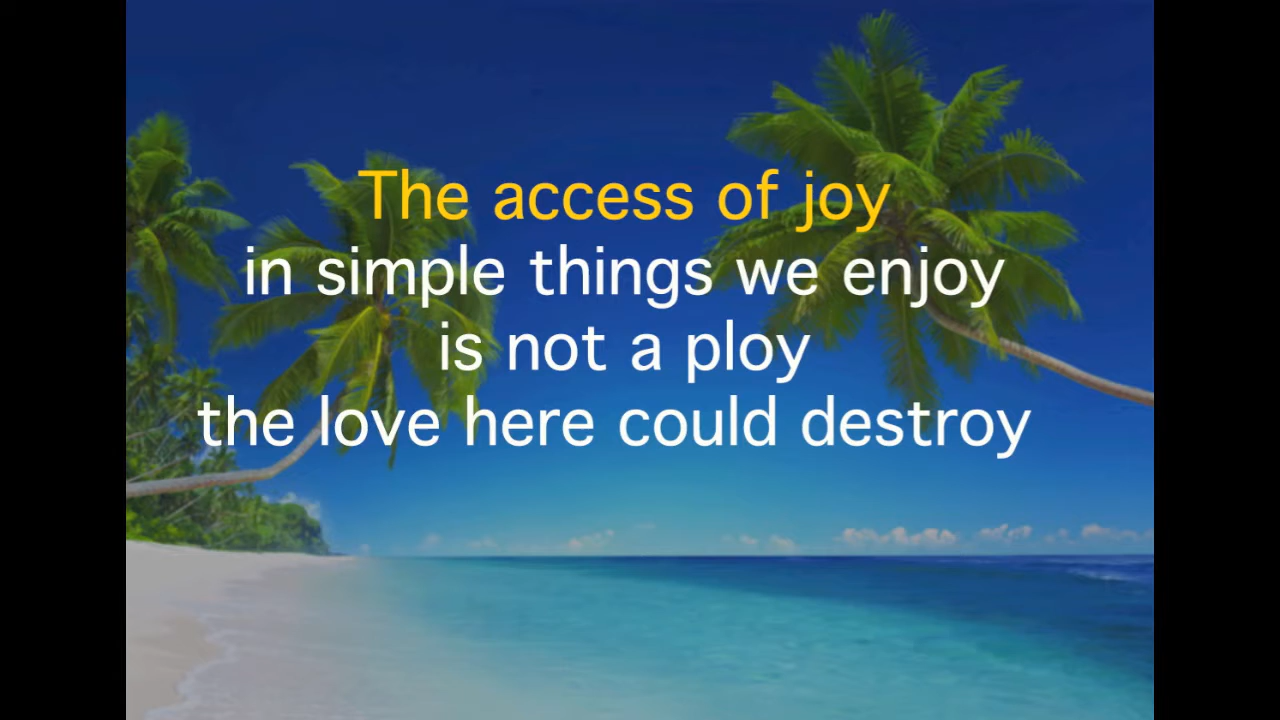 The access of joy
in simple things we enjoy
is not a ploy
the love here could destroy